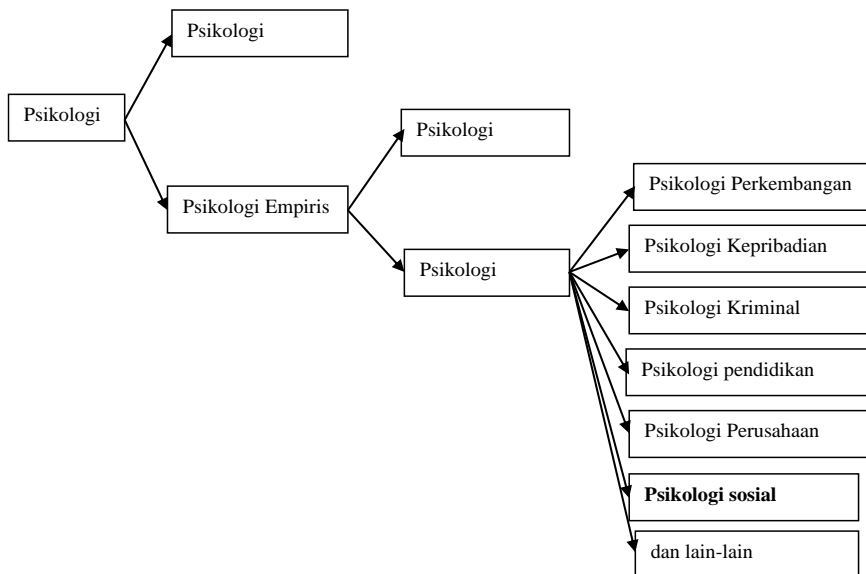 Psikologi
Psikologi
Psikologi Empiris
Psikologi
Psikologi
Psikologi Perkembangan
Psikologi Kepribadian
Psikologi Kriminal
Psikologi pendidikan
Psikologi Perusahaan
Psikologi sosial
dan lain-lain